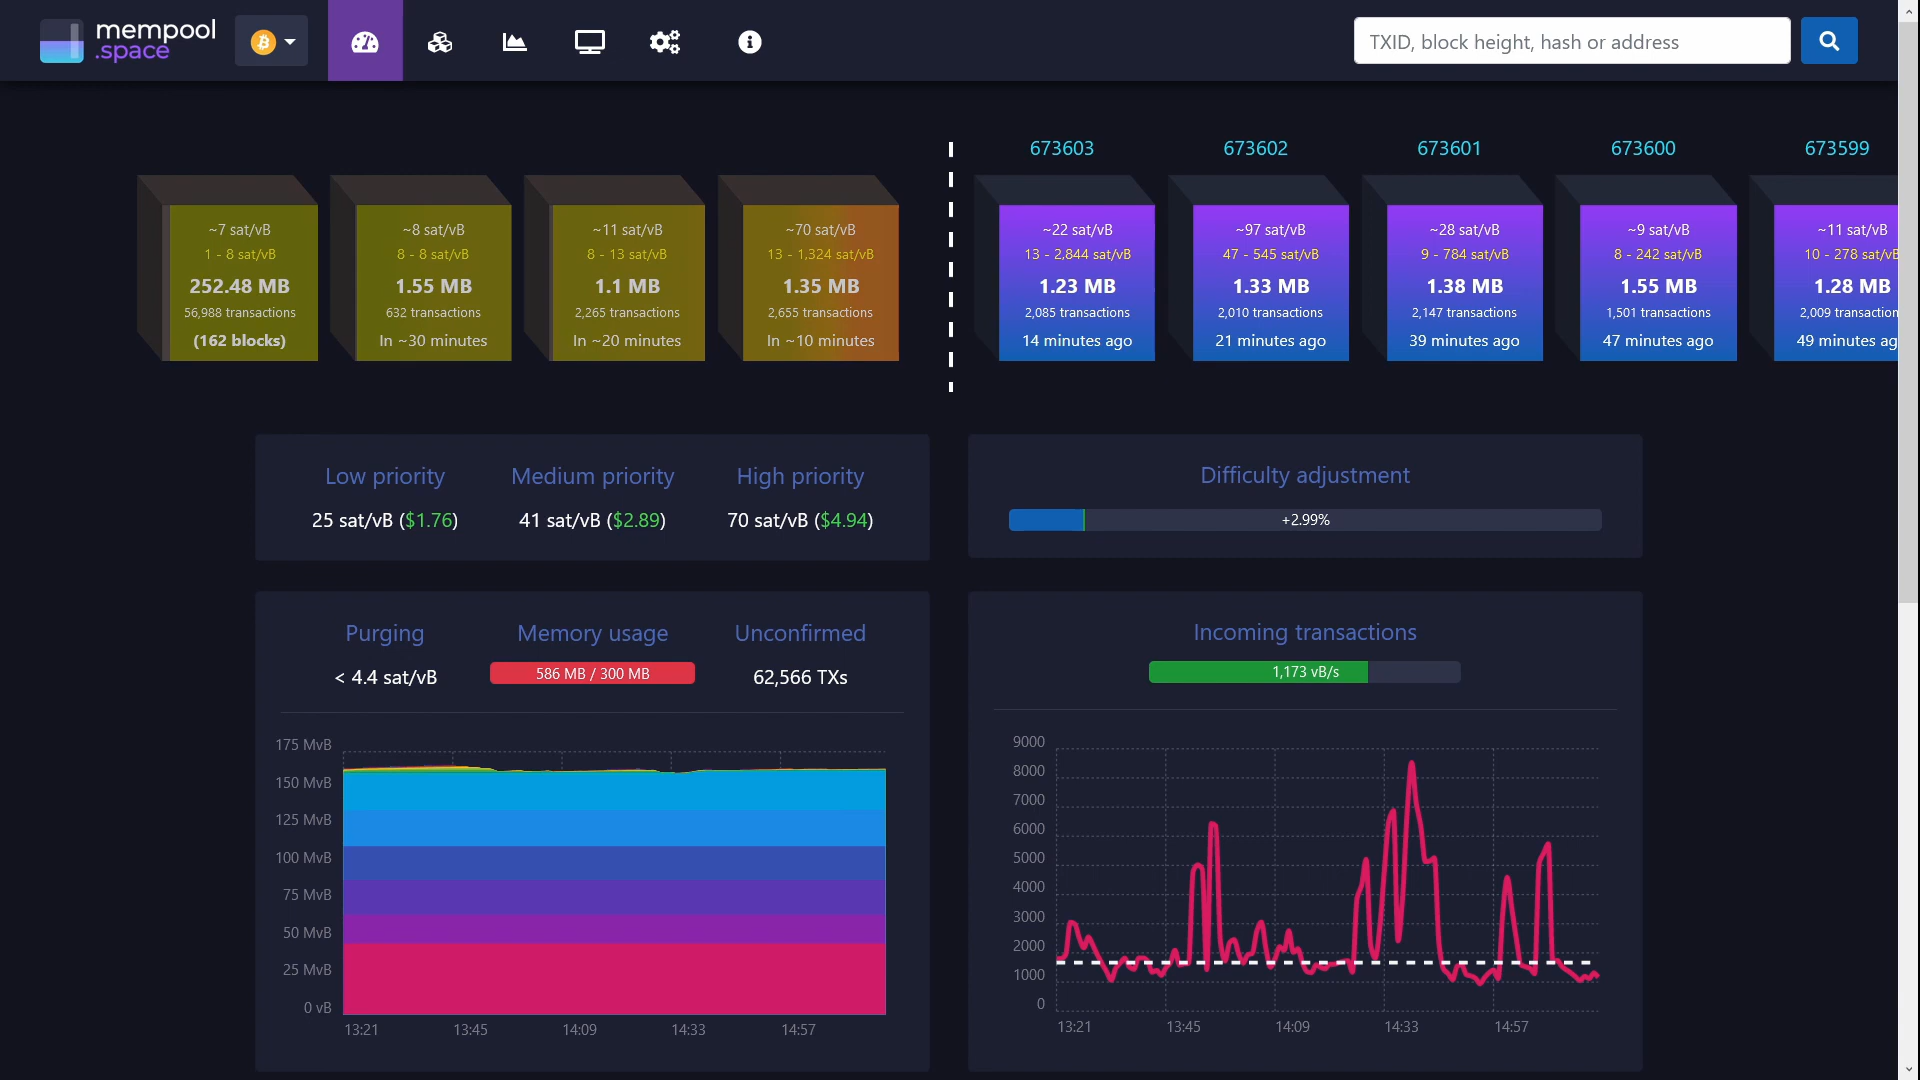 mempool
.space
TXID, block height, hash or address
673603
673602
673601
673600
673599
~7 sat/vB
1 - 8 sat/vB
252.48 MB
56,988 transactions
(162 blocks)
~8 sat/vB
8 - 8 sat/vB
1.55 MB
632 transactions
In ~30 minutes
~11 sat/vB
8 - 13 sat/vB
1.1 MB
2,265 transactions
In ~20 minutes
~70 sat/vB
13 - 1,324 sat/vB
1.35 MB
2,655 transactions
In ~10 minutes
~22 sat/vB
13 - 2,844 sat/vB
1.23 MB
2,085 transactions
14 minutes ago
~97 sat/vB
47 - 545 sat/vB
1.33 MB
2,010 transactions
21 minutes ago
~28 sat/vB
9 - 784 sat/vB
1.38 MB
2,147 transactions
39 minutes ago
~9 sat/vB
8 - 242 sat/vB
1.55 MB
1,501 transactions
47 minutes ago
~11 sat/vB
10 - 278 sat/vB
1.28 MB
2,009 transaction
49 minutes ag
Low priority
25 sat/vB ($1.76)
Medium priority
41 sat/vB ($2.89)
High priority
70 sat/vB ($4.94)
Difficulty adjustment
+2.99%
Purging
< 4.4 sat/vB
Memory usage
586 MB / 300 MB
Unconfirmed
62,566 TXs
175 MvB
150 MvB
125 MvB
100 MvB
75 MvB
50 MvB
25 MvB
0 vB
13:21
13:45
14:09
14:33
14:57
Incoming transactions
1,173 vB/s
9000
8000
7000
6000
5000
4000
3000
2000
1000
0
13:21
13:45
14:09
14:33
14:57